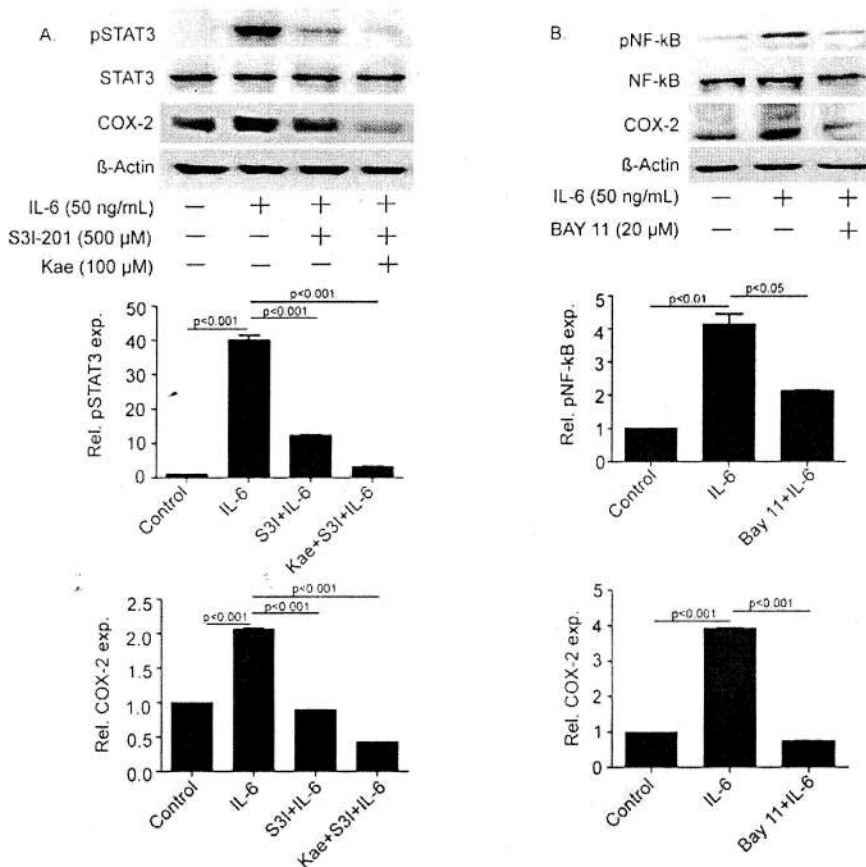 A.
pSTAT3
STAT3
COX-2
ß-Actin
IL-6 (50 ng/mL) — + + +
S3I-201 (500 µM) — — + +
Kae (100 µM) — — — +
p<0.001
p<0.001
p<0.001
Rel. pSTAT3 exp.
50
40
30
20
10
0
Control
IL-6
S3I+IL-6
Kae+S3I+IL-6
p<0.001
p<0.001
p<0.001
Rel. COX-2 exp.
2.5
2.0
1.5
1.0
0.5
0.0
Control
IL-6
S3I+IL-6
Kae+S3I+IL-6
B.
pNF-kB
NF-kB
COX-2
ß-Actin
IL-6 (50 ng/mL) — + +
BAY 11 (20 µM) — — +
p<0.01
p<0.05
Rel. pNF-kB exp.
5
4
3
2
1
0
Control
IL-6
Bay 11+IL-6
p<0.001
p<0.001
Rel. COX-2 exp.
5
4
3
2
1
0
Control
IL-6
Bay 11+IL-6